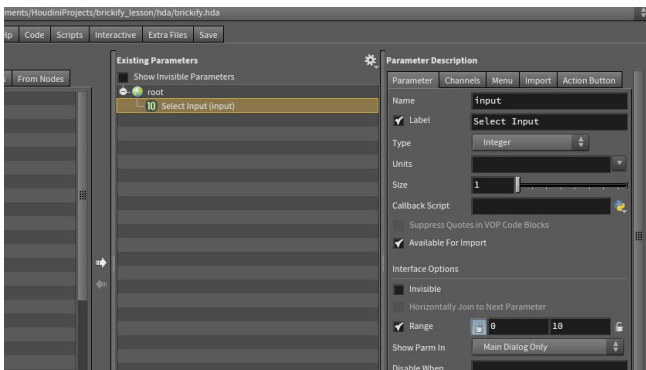 ments/HoudiniProjects/brickify_lesson/hda/brickify.hda
lp Code Scripts Interactive Extra Files Save
Existing Parameters
Show Invisible Parameters
root
10 Select Input (input)
From Nodes
Parameter Description
Parameter Channels Menu Import Action Button
Name input
Label Select Input
Type Integer
Units
Size 1
Callback Script
Suppress Quotes in VOP Code Blocks
Available For Import
Interface Options
Invisible
Horizontally Join to Next Parameter
Range 0 10
Show Parm In Main Dialog Only
Disable When